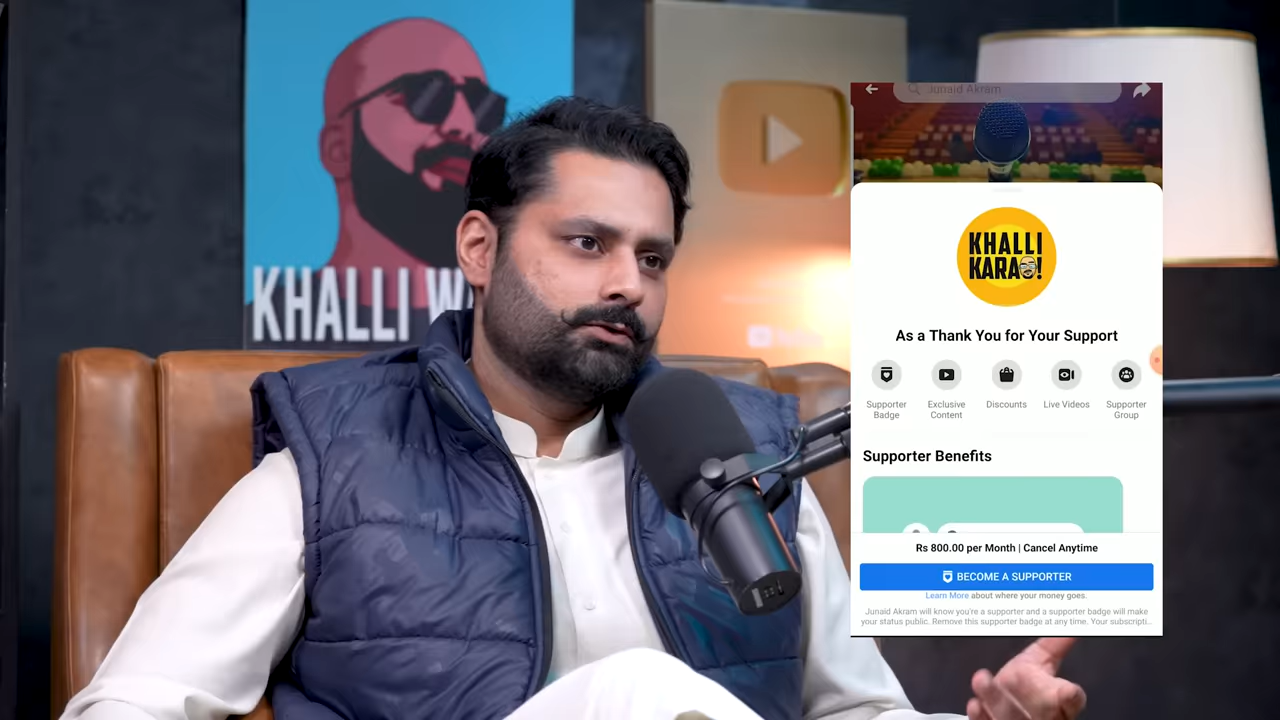 KHALLI W
Junaid Akram
KHALLI
KARA !
As a Thank You for Your Support
Supporter
Badge
Exclusive
Content
Discounts
Live Videos
Supporter
Group
Supporter Benefits
Rs 800.00 per Month | Cancel Anytime
BECOME A SUPPORTER
Learn More about where your money goes.
Junaid Akram will know you're a supporter and a supporter badge will make
your status public. Remove this supporter badge at any time. Your subscripti...